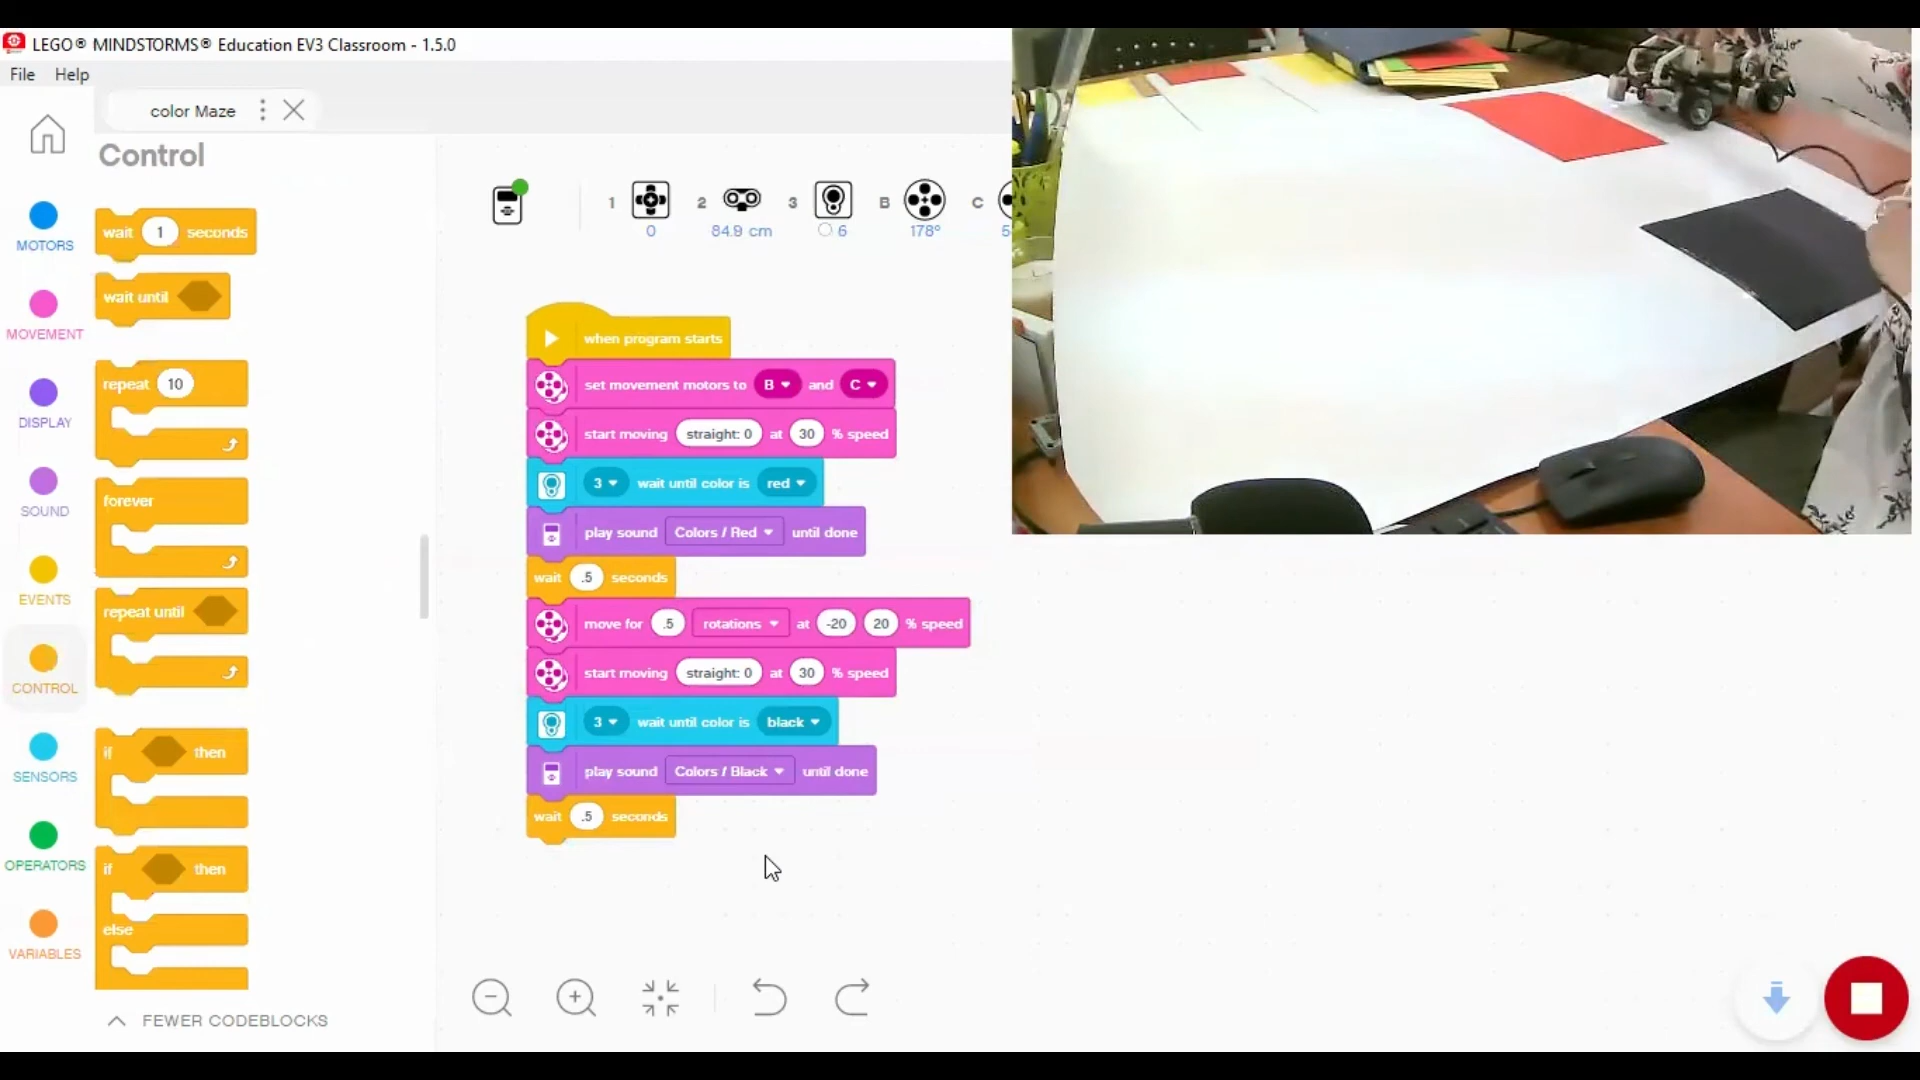 LEGO® MINDSTORMS® Education EV3 Classroom - 1.5.0
File Help
color Maze
Control
MOTORS
MOVEMENT
DISPLAY
SOUND
EVENTS
CONTROL
SENSORS
OPERATORS
VARIABLES
wait 1 seconds
wait until
repeat 10
forever
repeat until
if then
if then
else
FEWER CODEBLOCKS
1 2 3 B C
0 84.9 cm 6 178° 5
when program starts
set movement motors to B and C
start moving straight: 0 at 30 % speed
3 wait until color is red
play sound Colors / Red until done
wait .5 seconds
move for .5 rotations at -20 20 % speed
start moving straight: 0 at 30 % speed
3 wait until color is black
play sound Colors / Black until done
wait .5 seconds